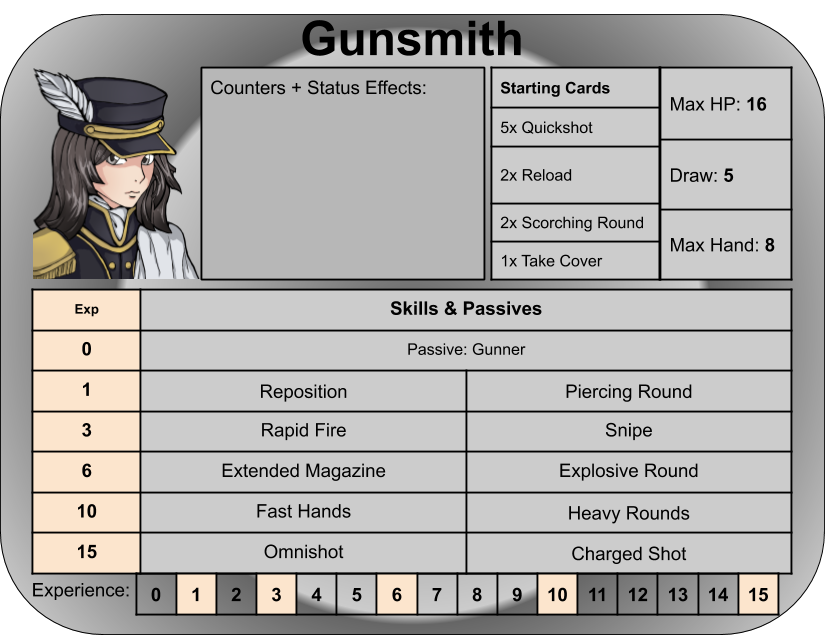 Gunsmith
Counters + Status Effects:
Starting Cards
5x Quickshot
2x Reload
2x Scorching Round
1x Take Cover
Max HP: 16
Draw: 5
Max Hand: 8
Exp
Skills & Passives
0
Passive: Gunner
1
Reposition
Piercing Round
3
Rapid Fire
Snipe
6
Extended Magazine
Explosive Round
10
Fast Hands
Heavy Rounds
15
Omnishot
Charged Shot
Experience: 0 1 2 3 4 5 6 7 8 9 10 11 12 13 14 15